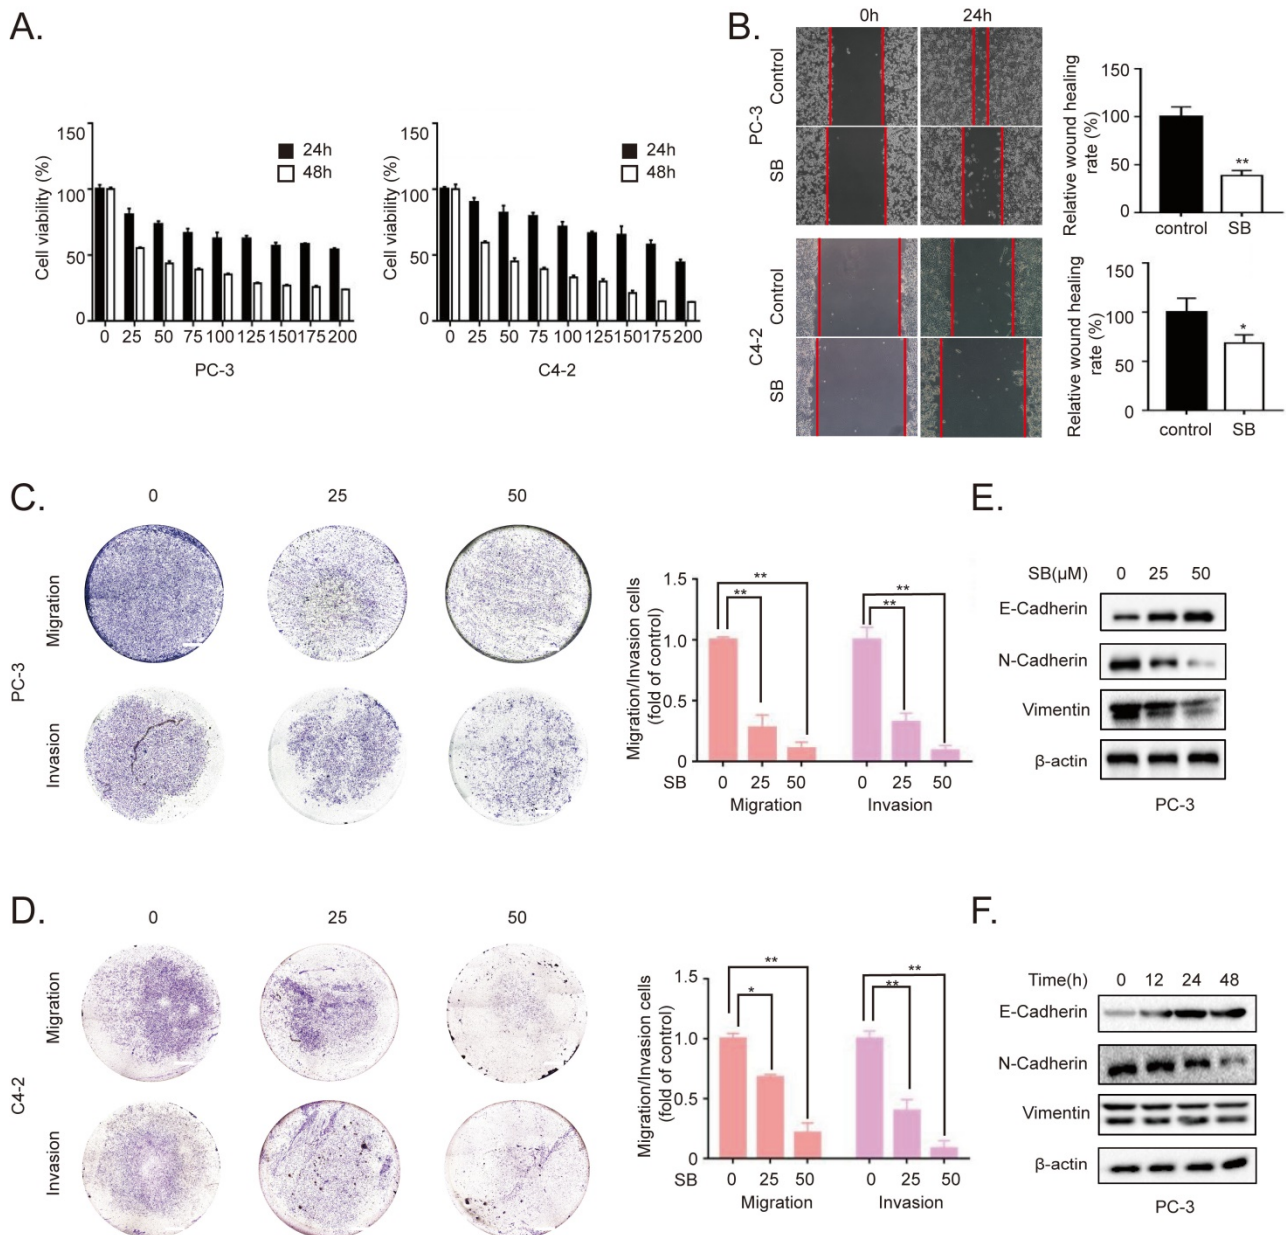 A.
150
100
50
0
Cell viability (%)
24h
48h
0 25 50 75 100 125 150 175 200
PC-3
150
100
50
0
Cell viability (%)
24h
48h
0 25 50 75 100 125 150 175 200
C4-2
B.
0h 24h
PC-3
Control
SB
C4-2
Control
SB
Relative wound healing
rate (%)
150
100
50
0
**
control SB
Relative wound healing
rate (%)
150
100
50
0
*
control SB
C.
0 25 50
PC-3
Migration
Invasion
Migration/Invasion cells
(fold of control)
1.5
1.0
0.5
0
**
**
**
**
SB 0 25 50 0 25 50
Migration Invasion
E.
SB(μM) 0 25 50
E-Cadherin
N-Cadherin
Vimentin
β-actin
PC-3
D.
0 25 50
C4-2
Migration
Invasion
Migration/Invasion cells
(fold of control)
1.5
1.0
0.5
0
**
*
**
**
SB 0 25 50 0 25 50
Migration Invasion
F.
Time(h) 0 12 24 48
E-Cadherin
N-Cadherin
Vimentin
β-actin
PC-3